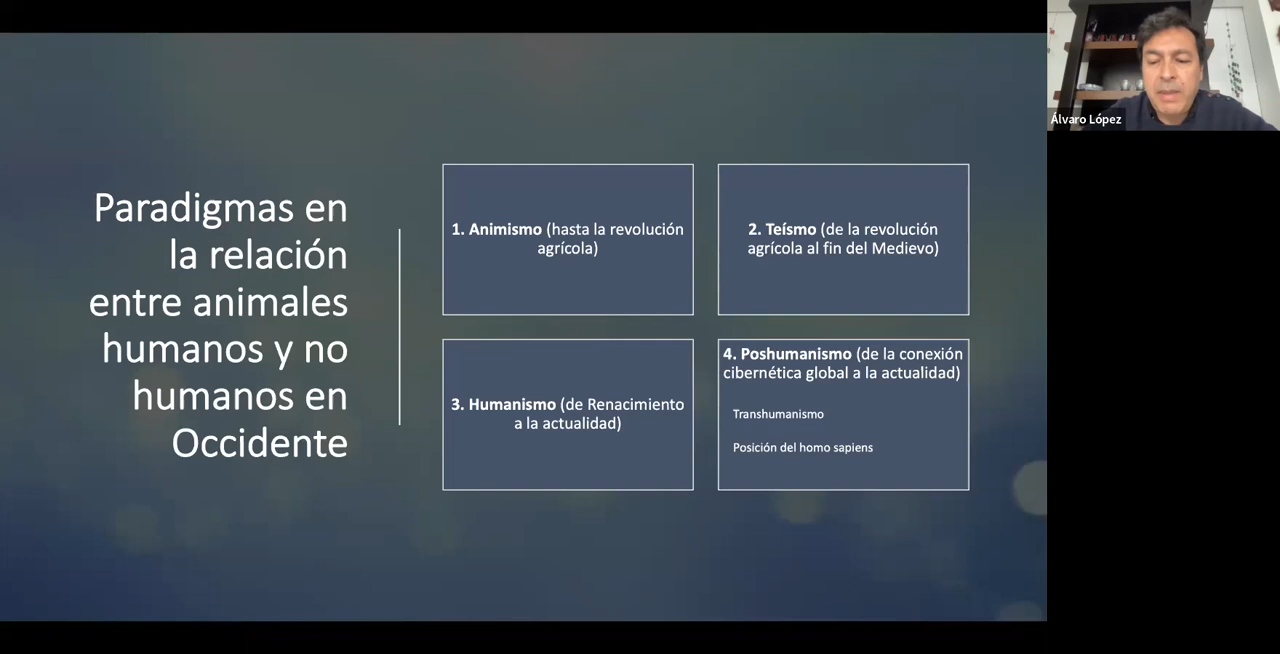 Paradigmas en
la relación
entre animales
humanos y no
humanos en
Occidente
1. Animismo (hasta la revolución
agrícola)
2. Teísmo (de la revolución
agrícola al fin del Medievo)
3. Humanismo (de Renacimiento
a la actualidad)
4. Poshumanismo (de la conexión
cibernética global a la actualidad)
Transhumanismo
Posición del homo sapiens
Álvaro López